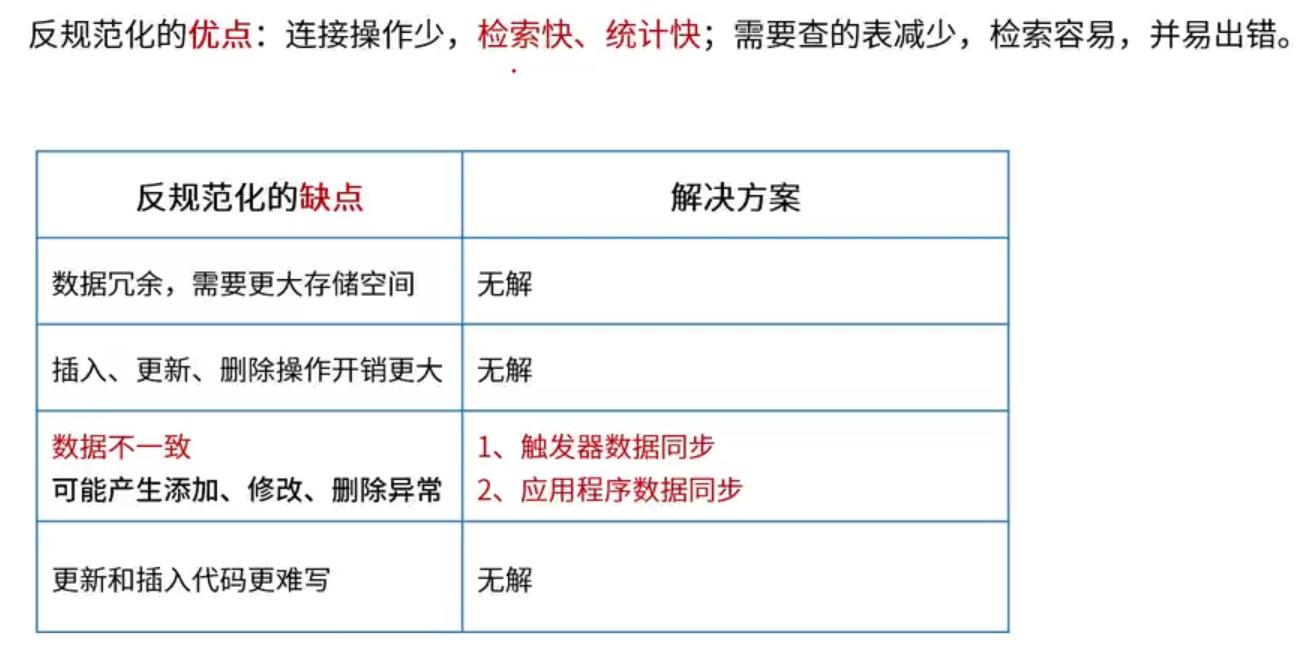 反规范化的优点：连接操作少，检索快、统计快；需要查的表减少，检索容易，并易出错。
反规范化的缺点
解决方案
数据冗余，需要更大存储空间
无解
插入、更新、删除操作开销更大
无解
数据不一致
可能产生添加、修改、删除异常
1、触发器数据同步
2、应用程序数据同步
更新和插入代码更难写
无解